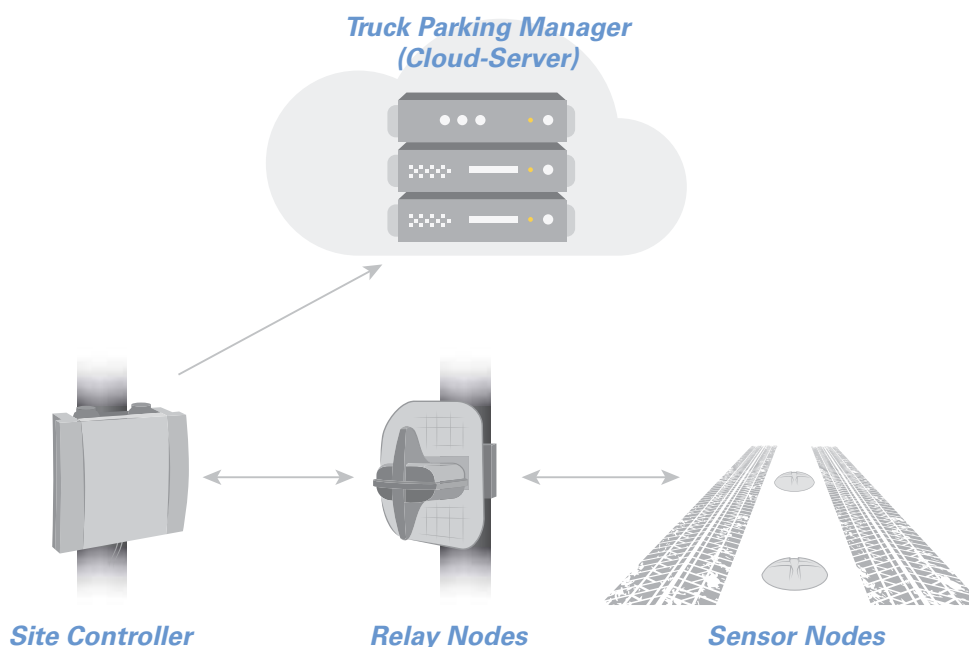 Truck Parking Manager
(Cloud-Server)
Site Controller
Relay Nodes
Sensor Nodes